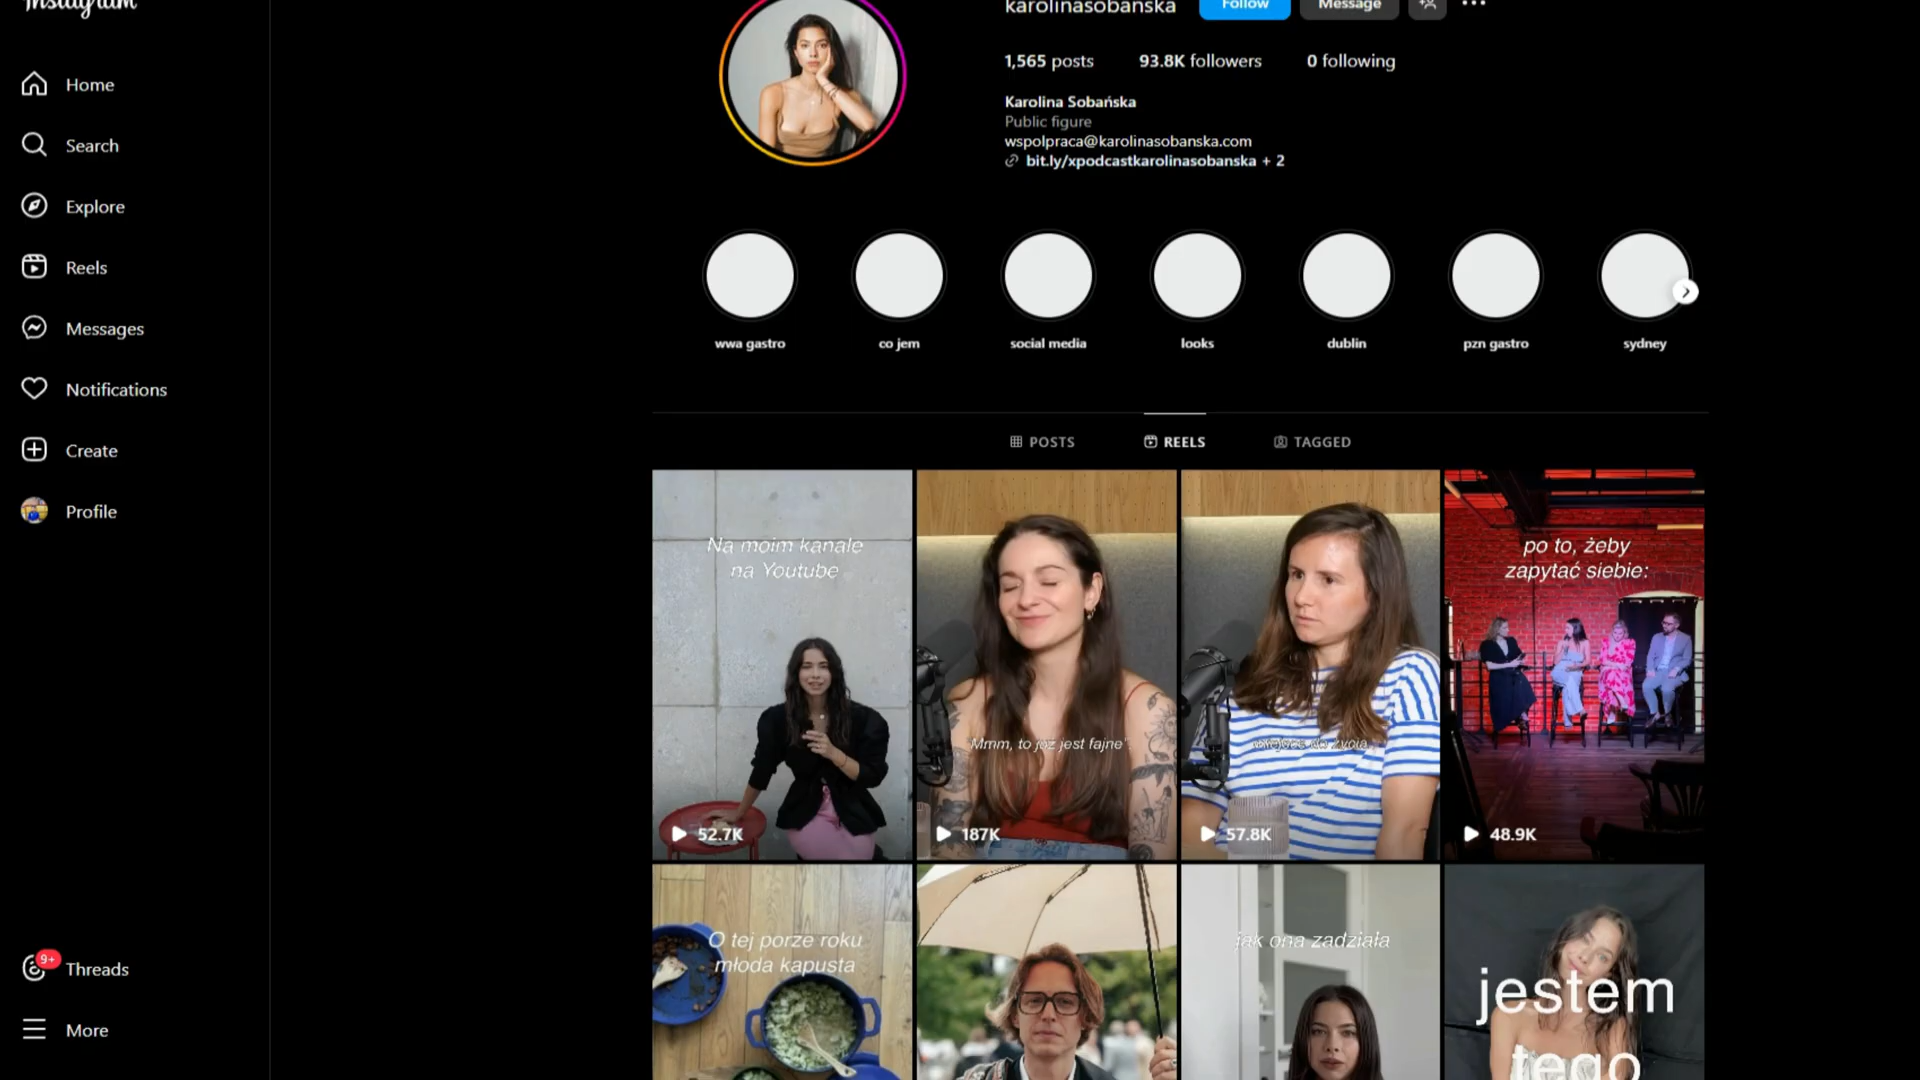 Instagram
karolinasobanska Follow Message
1,565 posts 93.8K followers 0 following
Karolina Sobańska
Public figure
wspolpraca@karolinasobanska.com
bit.ly/xpodcastkarolinasobanska + 2
Home
Search
Explore
Reels
Messages
Notifications
Create
Profile
9+
Threads
More
wwa gastro
co jem
social media
looks
dublin
pzn gastro
sydney
POSTS
REELS
TAGGED
Na moim kanale
na Youtube
52.7K
"Mmm, to już jest fajne".
187K
miejsce do życia
57.8K
po to, żeby
zapytać siebie:
48.9K
O tej porze roku
młoda kapusta
jak ona zadziała
jestem
tego